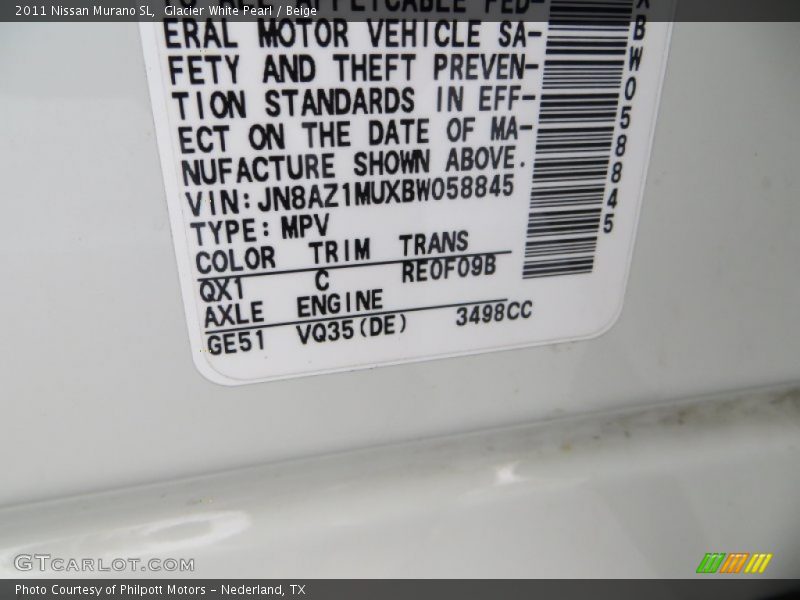 2011 Nissan Murano SL, Glacier White Pearl / Beige
APPLICABLE FED-
ERAL MOTOR VEHICLE SA-
FETY AND THEFT PREVEN-
TION STANDARDS IN EFF-
ECT ON THE DATE OF MA-
NUFACTURE SHOWN ABOVE.
VIN:JN8AZ1MUXBW058845
TYPE: MPV
COLOR TRIM TRANS
QX1 C RE0F09B
AXLE ENGINE
GE51 VQ35(DE) 3498CC
XBW058845
GTCARLOT.COM
Photo Courtesy of Philpott Motors - Nederland, TX